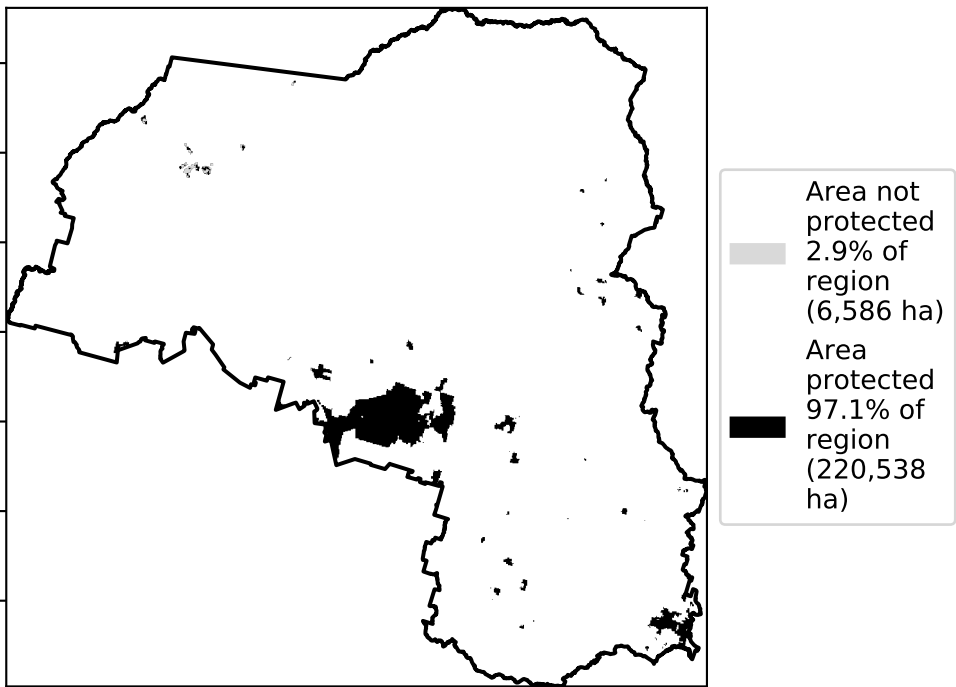 Area not
protected
2.9% of
region
(6,586 ha)
Area
protected
97.1% of
region
(220,538
ha)